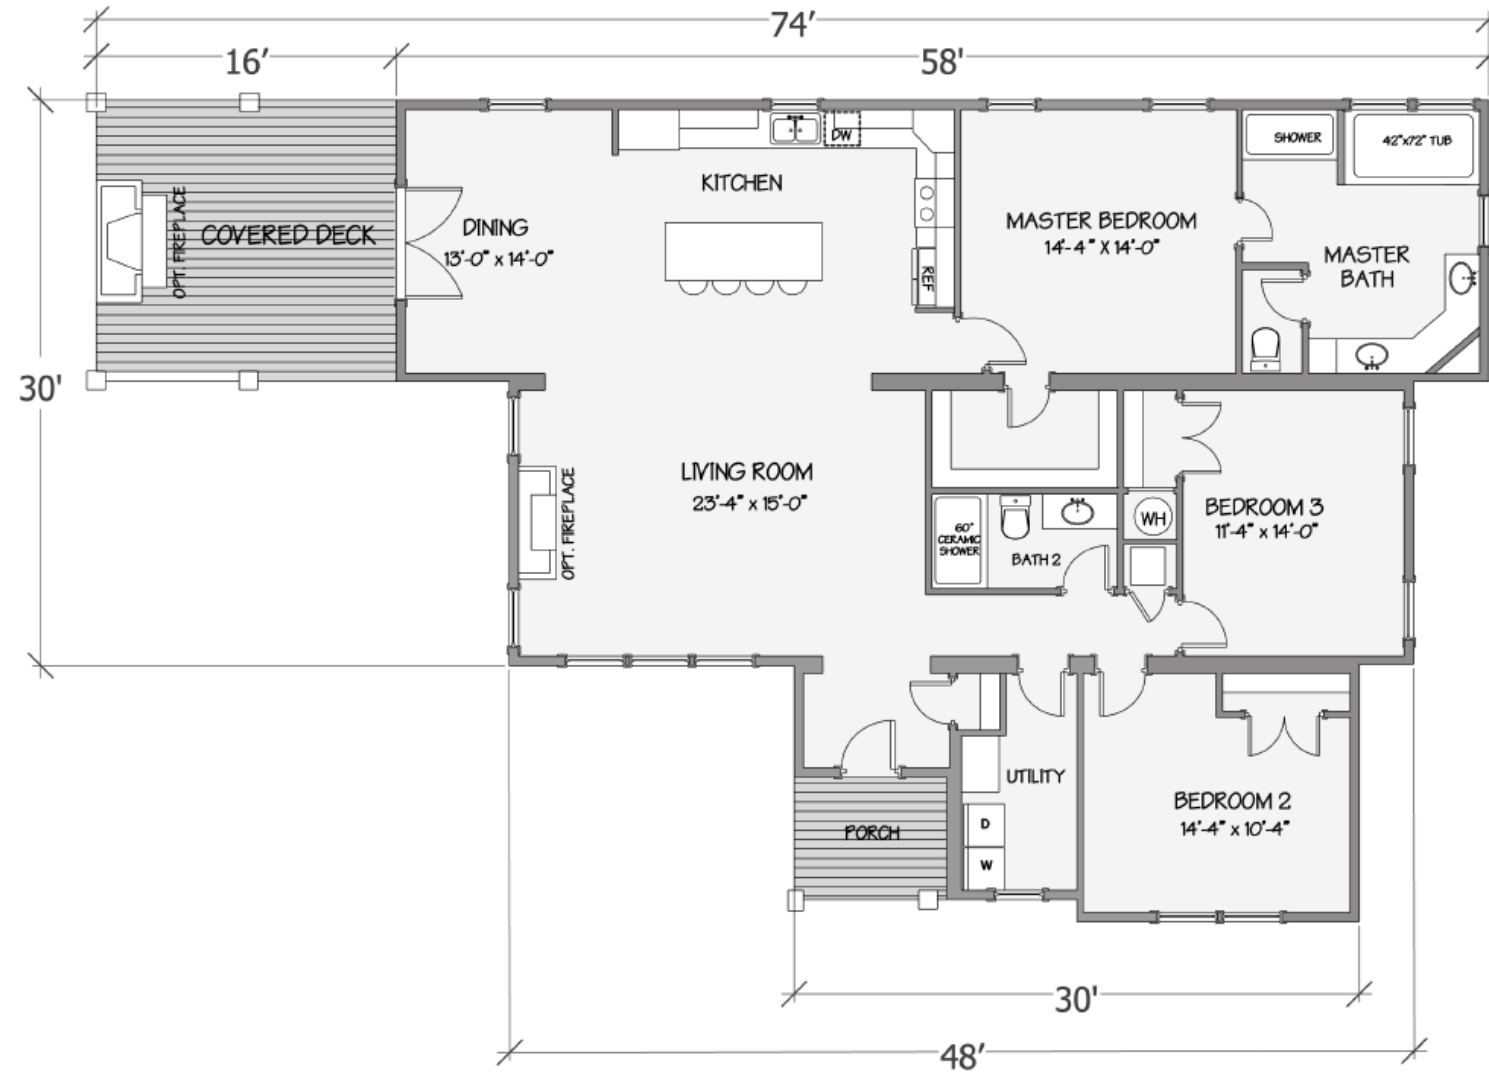 74'
16'
58'
30'
OPT. FIREPLACE
COVERED DECK
DINING
13'-0" x 14'-0"
KITCHEN
DW
REF
MASTER BEDROOM
14'-4" X 14'-0"
SHOWER
42"x72" TUB
MASTER
BATH
LIVING ROOM
23'-4" x 15'-0"
OPT. FIREPLACE
60"
CERAMIC
SHOWER
BATH 2
WH
BEDROOM 3
11'-4" x 14'-0"
UTILITY
D
W
PORCH
BEDROOM 2
14'-4" x 10'-4"
30'
48'